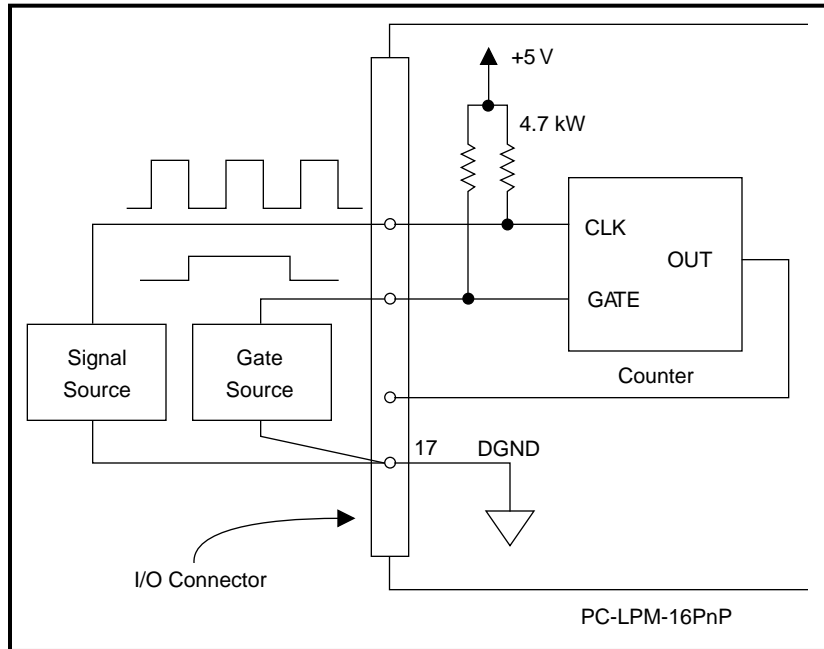 +5 V
4.7 kW
CLK
OUT
GATE
Signal
Source
Gate
Source
Counter
17
DGND
I/O Connector
PC-LPM-16PnP